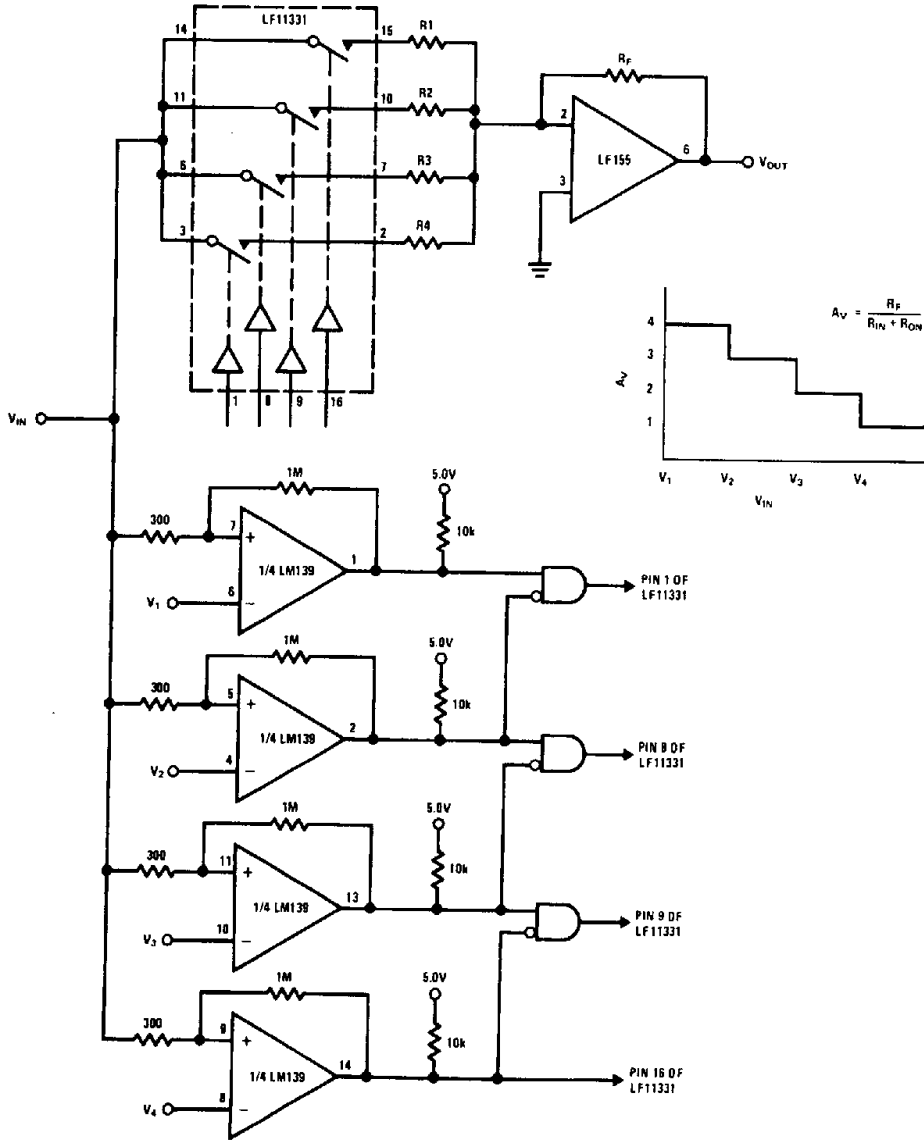 LF11331
14
15
R1
11
10
R2
6
7
R3
3
2
R4
RF
2
LF155
6
VOUT
3
1
8
9
16
AV = RF / RIN + RON
4
3
2
1
AV
V1
V2
V3
V4
VIN
VIN
1M
5.0V
300
7
+
10k
1/4 LM139
1
PIN 1 OF
LF11331
V1
6
−
1M
5.0V
300
5
+
10k
1/4 LM139
2
PIN 8 OF
LF11331
V2
4
−
1M
5.0V
300
11
+
10k
1/4 LM139
13
PIN 9 OF
LF11331
V3
10
−
1M
5.0V
300
9
+
10k
1/4 LM139
14
PIN 16 OF
LF11331
V4
8
−